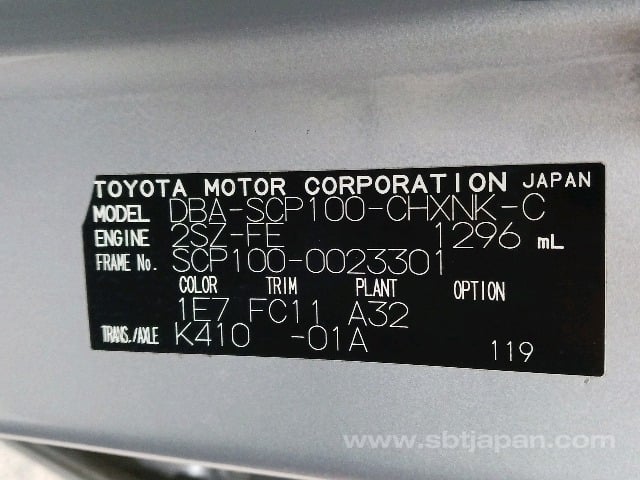 TOYOTA MOTOR CORPORATION JAPAN
MODEL DBA-SCP100-CHXNK-C
ENGINE 2SZ-FE 1296 mL
FRAME No. SCP100-0023301
COLOR TRIM PLANT OPTION
1E7 FC11 A32
TRANS./AXLE K410 -01A
119
www.sbtjapan.com